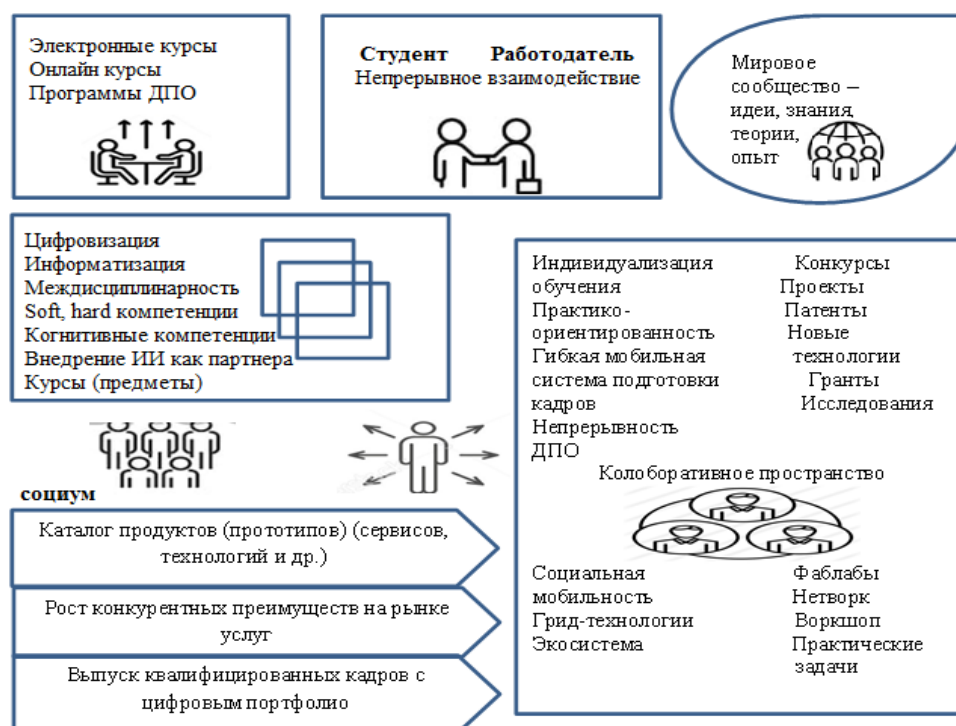 Электронные курсы
Онлайн курсы
Программы ДПО
Студент Работодатель
Непрерывное взаимодействие
Мировое
сообщество –
идеи, знания,
теории,
опыт
Цифровизация
Информатизация
Междисциплинарность
Soft, hard компетенции
Когнитивные компетенции
Внедрение ИИ как партнера
Курсы (предметы)
Индивидуализация
обучения
Практико-
ориентированность
Гибкая мобильная
система подготовки
кадров
Непрерывность
ДПО
Конкурсы
Проекты
Патенты
Новые
технологии
Гранты
Исследования
Колоборативное пространство
Социальная
мобильность
Грид-технологии
Экосистема
Фаблабы
Нетворк
Воркшоп
Практические
задачи
социум
Каталог продуктов (прототипов) (сервисов,
технологий и др.)
Рост конкурентных преимуществ на рынке
услуг
Выпуск квалифицированных кадров с
цифровым портфолио